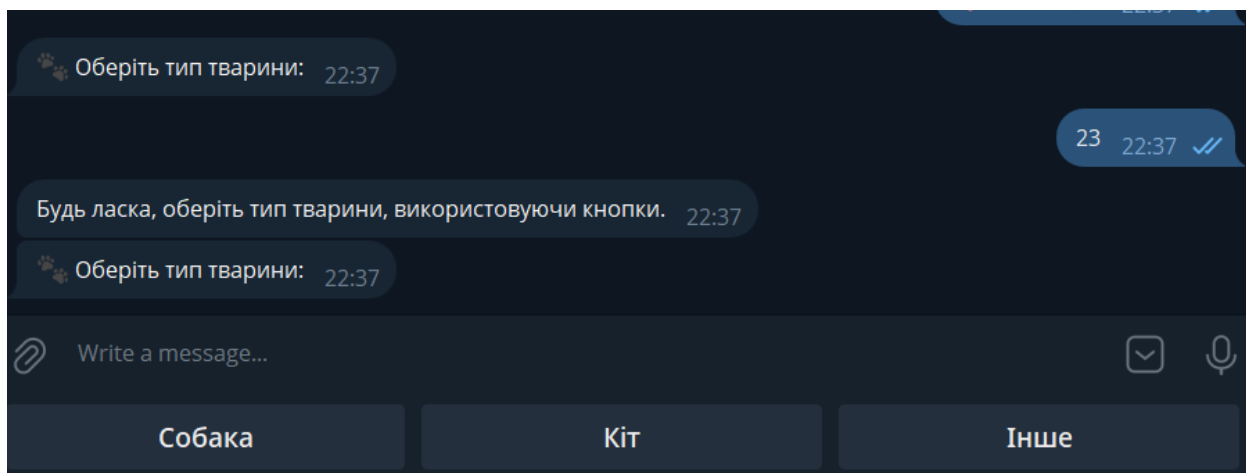 Оберіть тип тварини: 22:37
23 22:37
Будь ласка, оберіть тип тварини, використовуючи кнопки. 22:37
Оберіть тип тварини: 22:37
Write a message...
Собака Кіт Інше